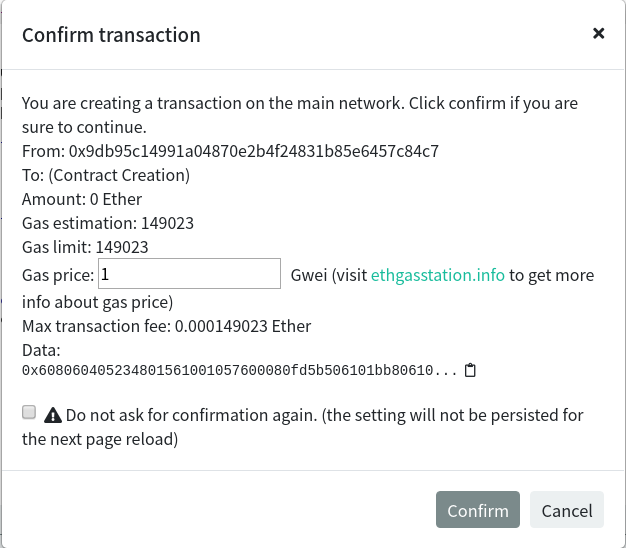 Confirm transaction
You are creating a transaction on the main network. Click confirm if you are
sure to continue.
From: 0x9db95c14991a04870e2b4f24831b85e6457c84c7
To: (Contract Creation)
Amount: 0 Ether
Gas estimation: 149023
Gas limit: 149023
Gas price: 1 Gwei (visit ethgasstation.info to get more
info about gas price)
Max transaction fee: 0.000149023 Ether
Data:
0x608060405234801561001057600080fd5b506101bb80610...
Do not ask for confirmation again. (the setting will not be persisted for
the next page reload)
Confirm Cancel